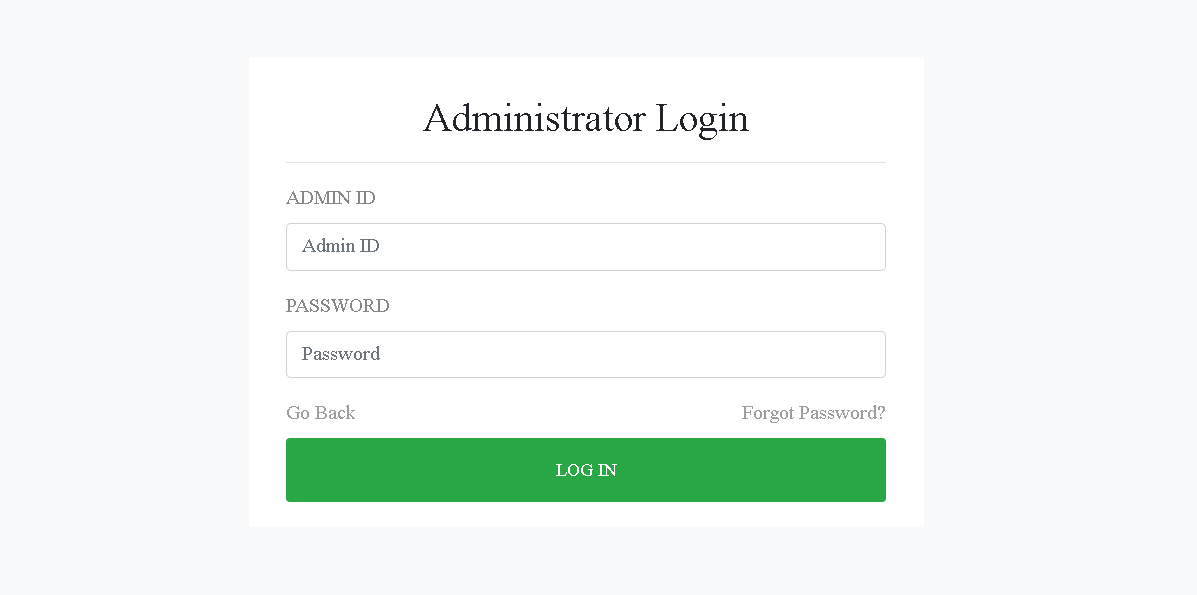 Administrator Login
ADMIN ID
Admin ID
PASSWORD
Password
Go Back Forgot Password?
LOG IN